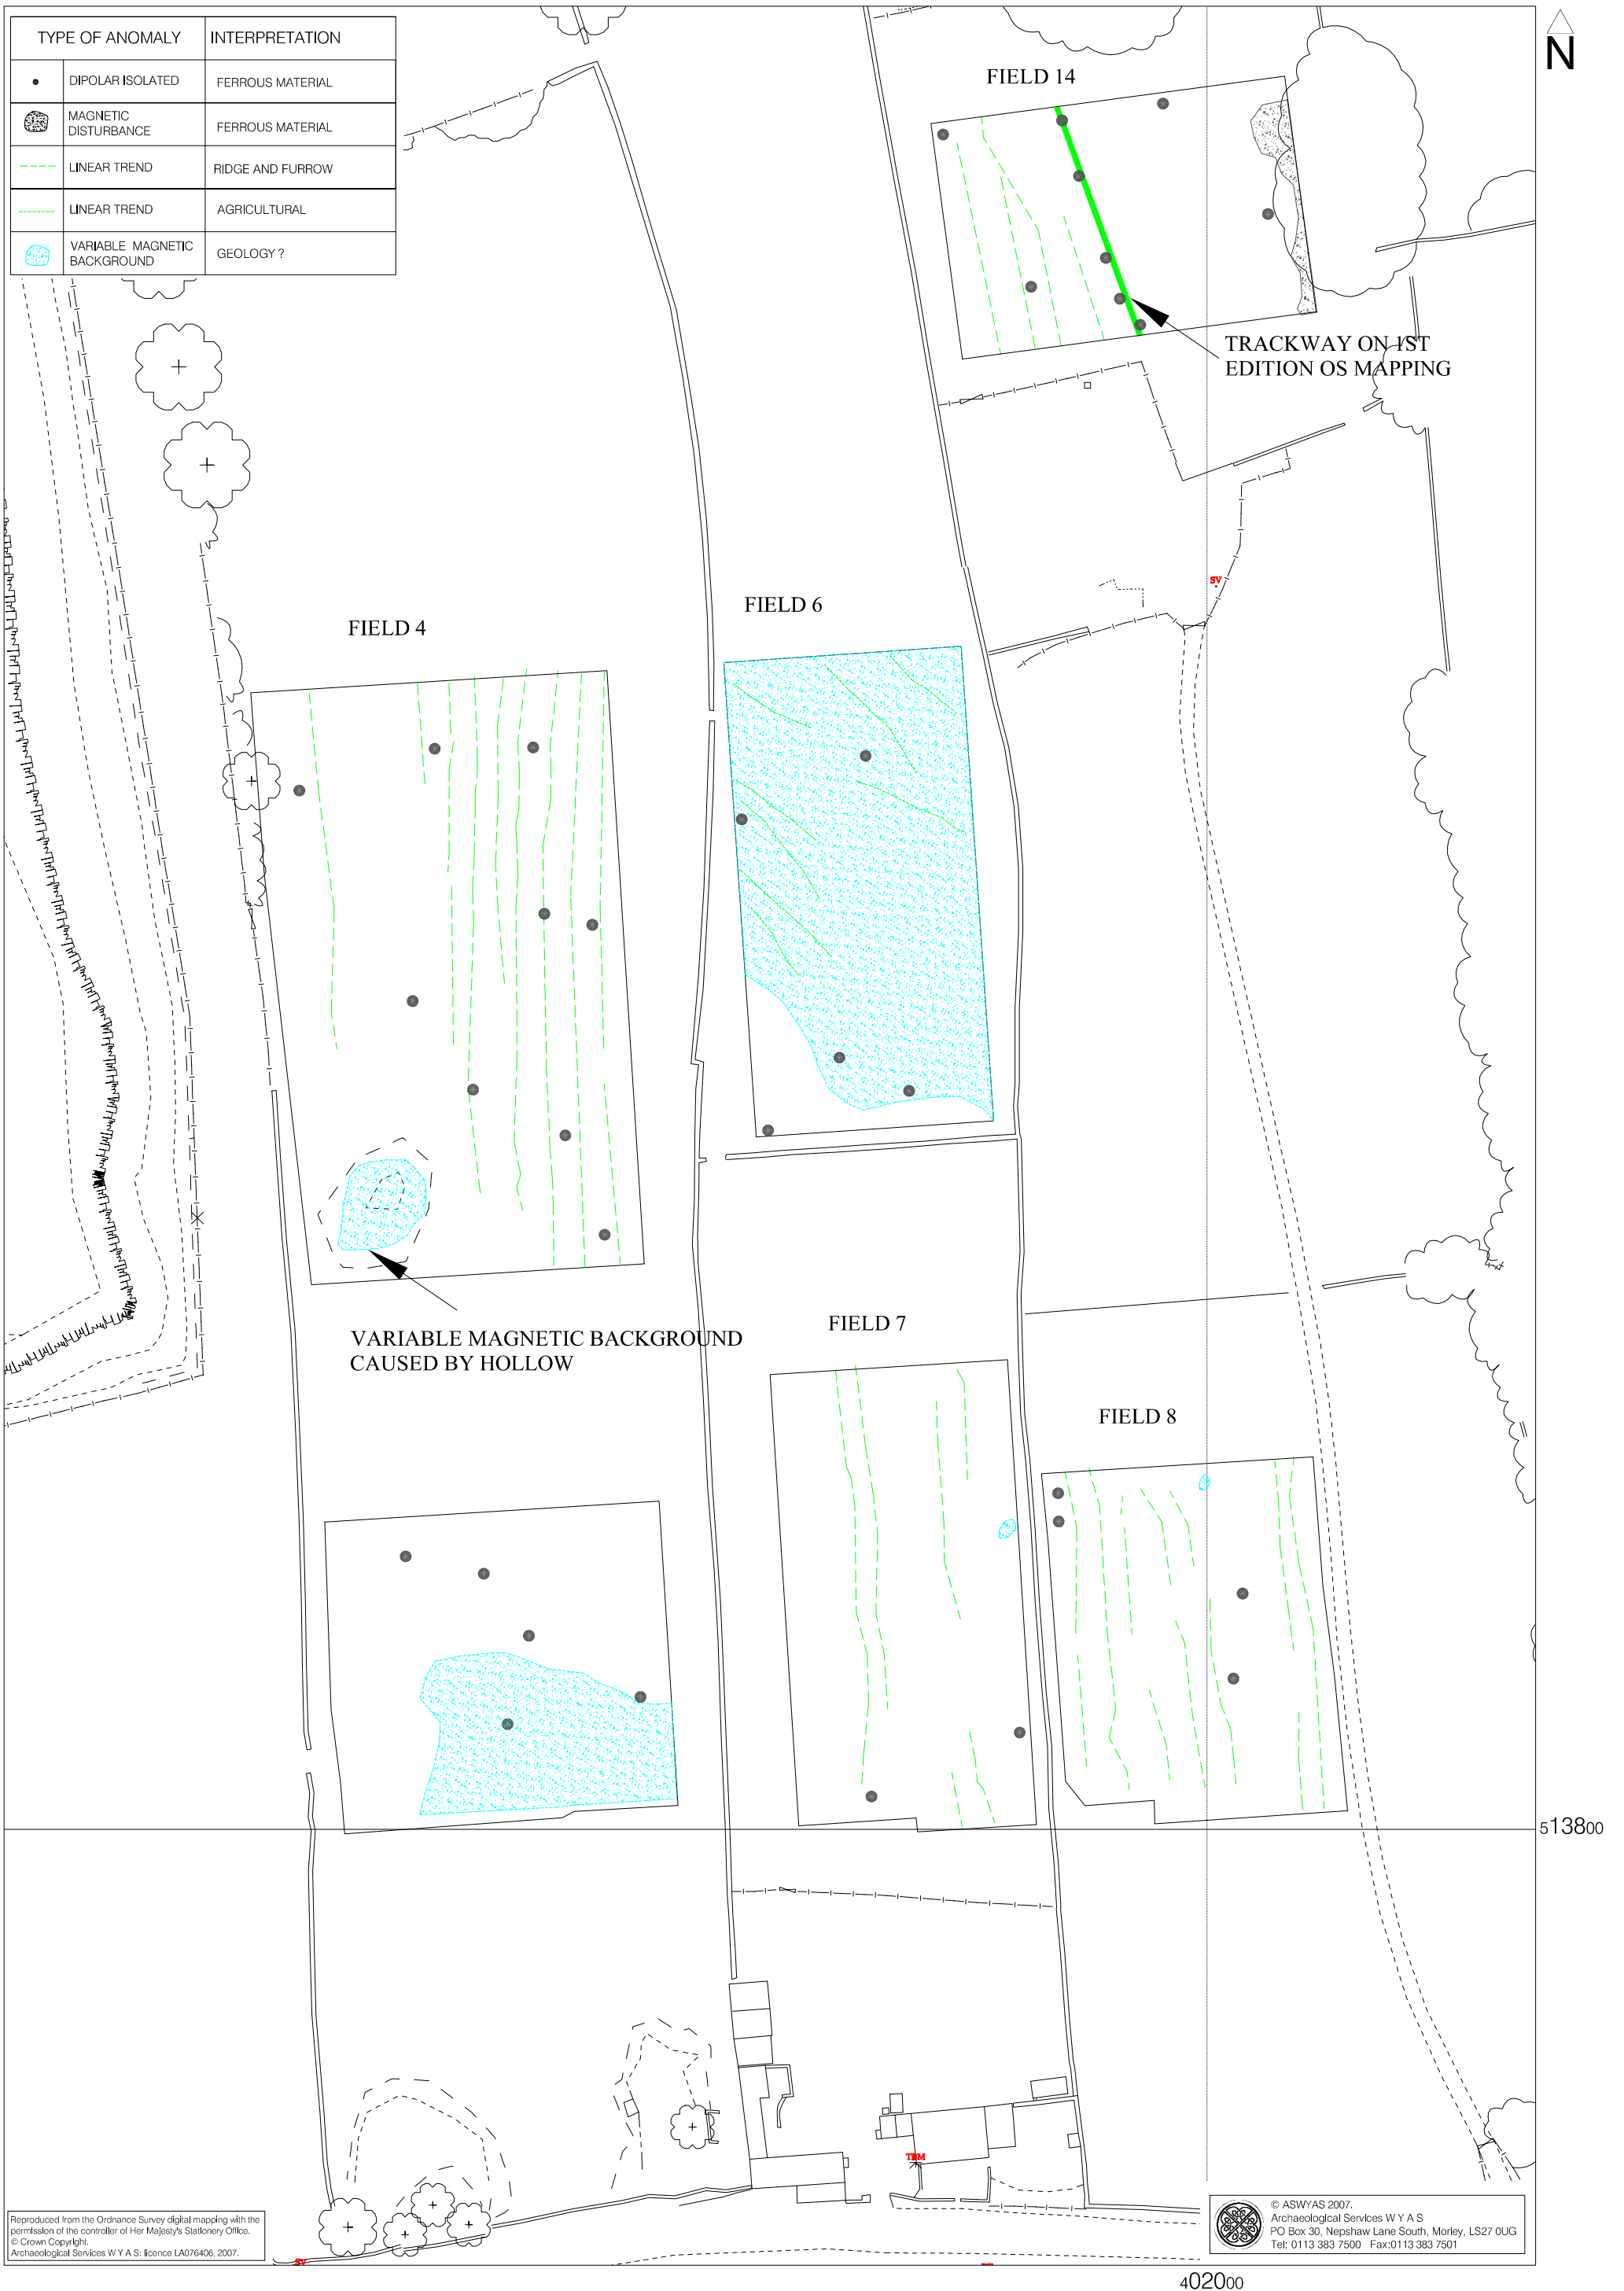 TYPE OF ANOMALY INTERPRETATION
DIPOLAR ISOLATED FERROUS MATERIAL
MAGNETIC
DISTURBANCE
FERROUS MATERIAL
LINEAR TREND RIDGE AND FURROW
LINEAR TREND AGRICULTURAL
VARIABLE MAGNETIC
BACKGROUND
GEOLOGY ?
N
FIELD 14
TRACKWAY ON 1ST
EDITION OS MAPPING
SV
FIELD 6
FIELD 4
VARIABLE MAGNETIC BACKGROUND
CAUSED BY HOLLOW
FIELD 7
FIELD 8
513800
TBM
Reproduced from the Ordnance Survey digital mapping with the
permission of the controller of Her Majesty's Stationery Office.
© Crown Copyright.
Archaeological Services W Y A S: licence LA076406, 2007.
SV
© ASWYAS 2007.
Archaeological Services W Y A S
PO Box 30, Nepshaw Lane South, Morley, LS27 0UG
Tel: 0113 383 7500 Fax:0113 383 7501
402000